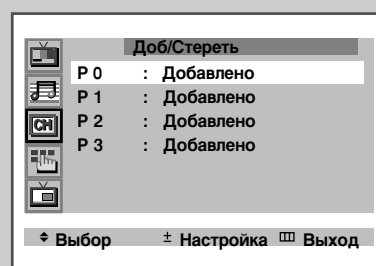 Доб/Стереть
P 0 : Добавлено
P 1 : Добавлено
CH P 2 : Добавлено
P 3 : Добавлено
Выбор ± Настройка Выход